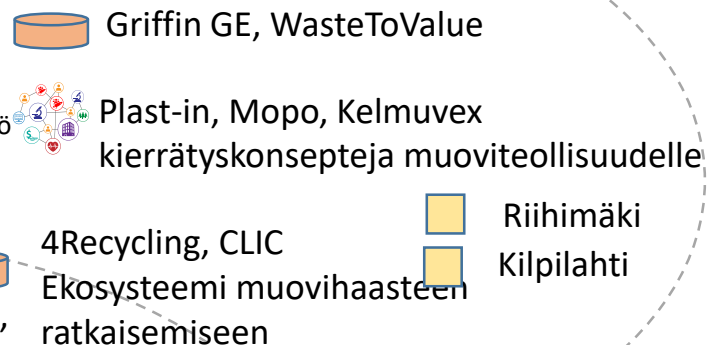 Griffin GE, WasteToValue
ö
Plast-in, Mopo, Kelmuvex
kierrätyskonsepteja muoviteollisuudelle
Riihimäki
Kilpilahti
4Recycling, CLIC
Ekosysteemi muovihaasteen
, ratkaisemiseen